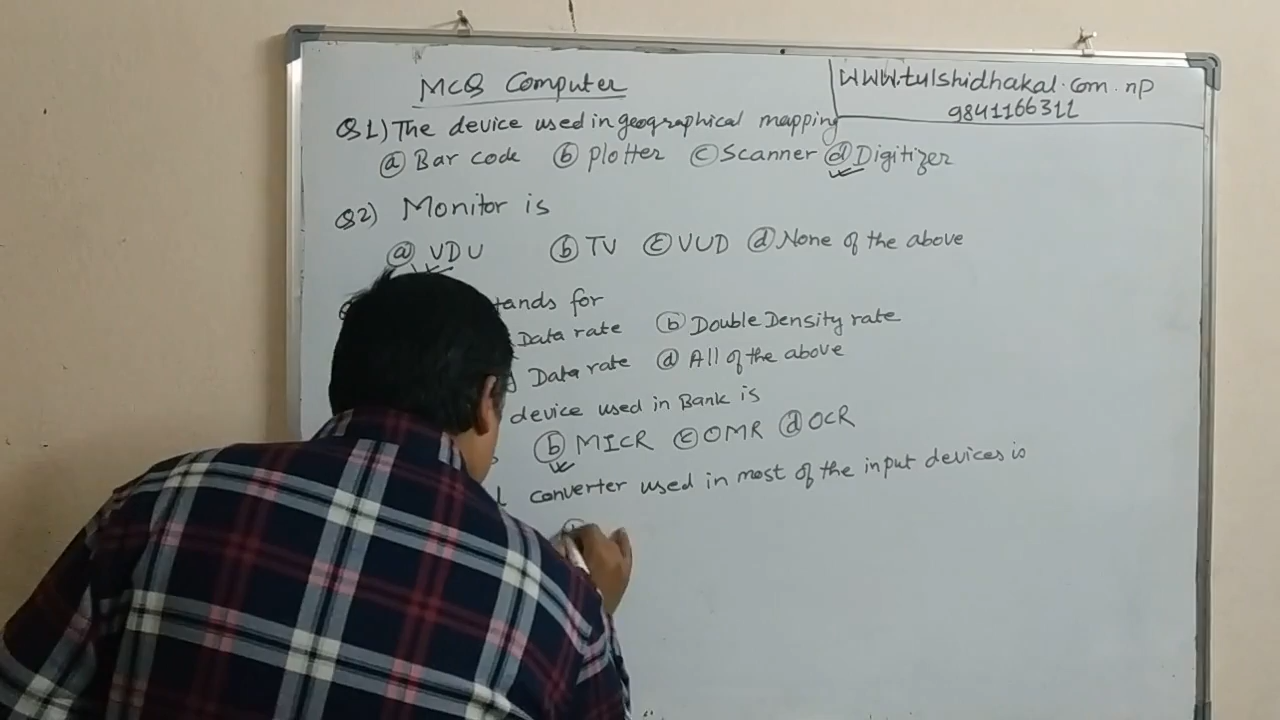 MCQ Computer
www.tulshidhakal.com.np
9841166311
Q1) The device used in geographical mapping
(a) Bar code (b) Plotter (c) Scanner (d) Digitizer
Q2) Monitor is
(a) VDU (b) TV (c) VUD (d) None of the above
tands for
Data rate (b) Double Density rate
Data rate (d) All of the above
device used in Bank is
(b) MICR (c) OMR (d) OCR
converter used in most of the input devices is